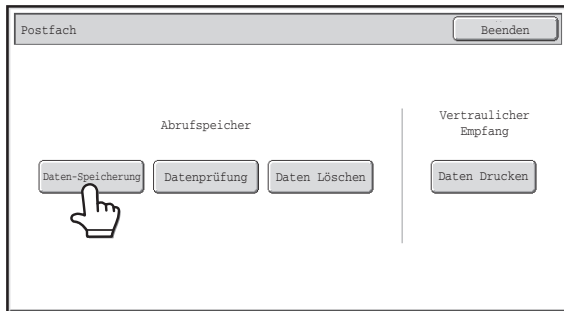 Postfach
Beenden
Abrufspeicher
Vertraulicher
Empfang
Daten-Speicherung
Datenprüfung
Daten Löschen
Daten Drucken